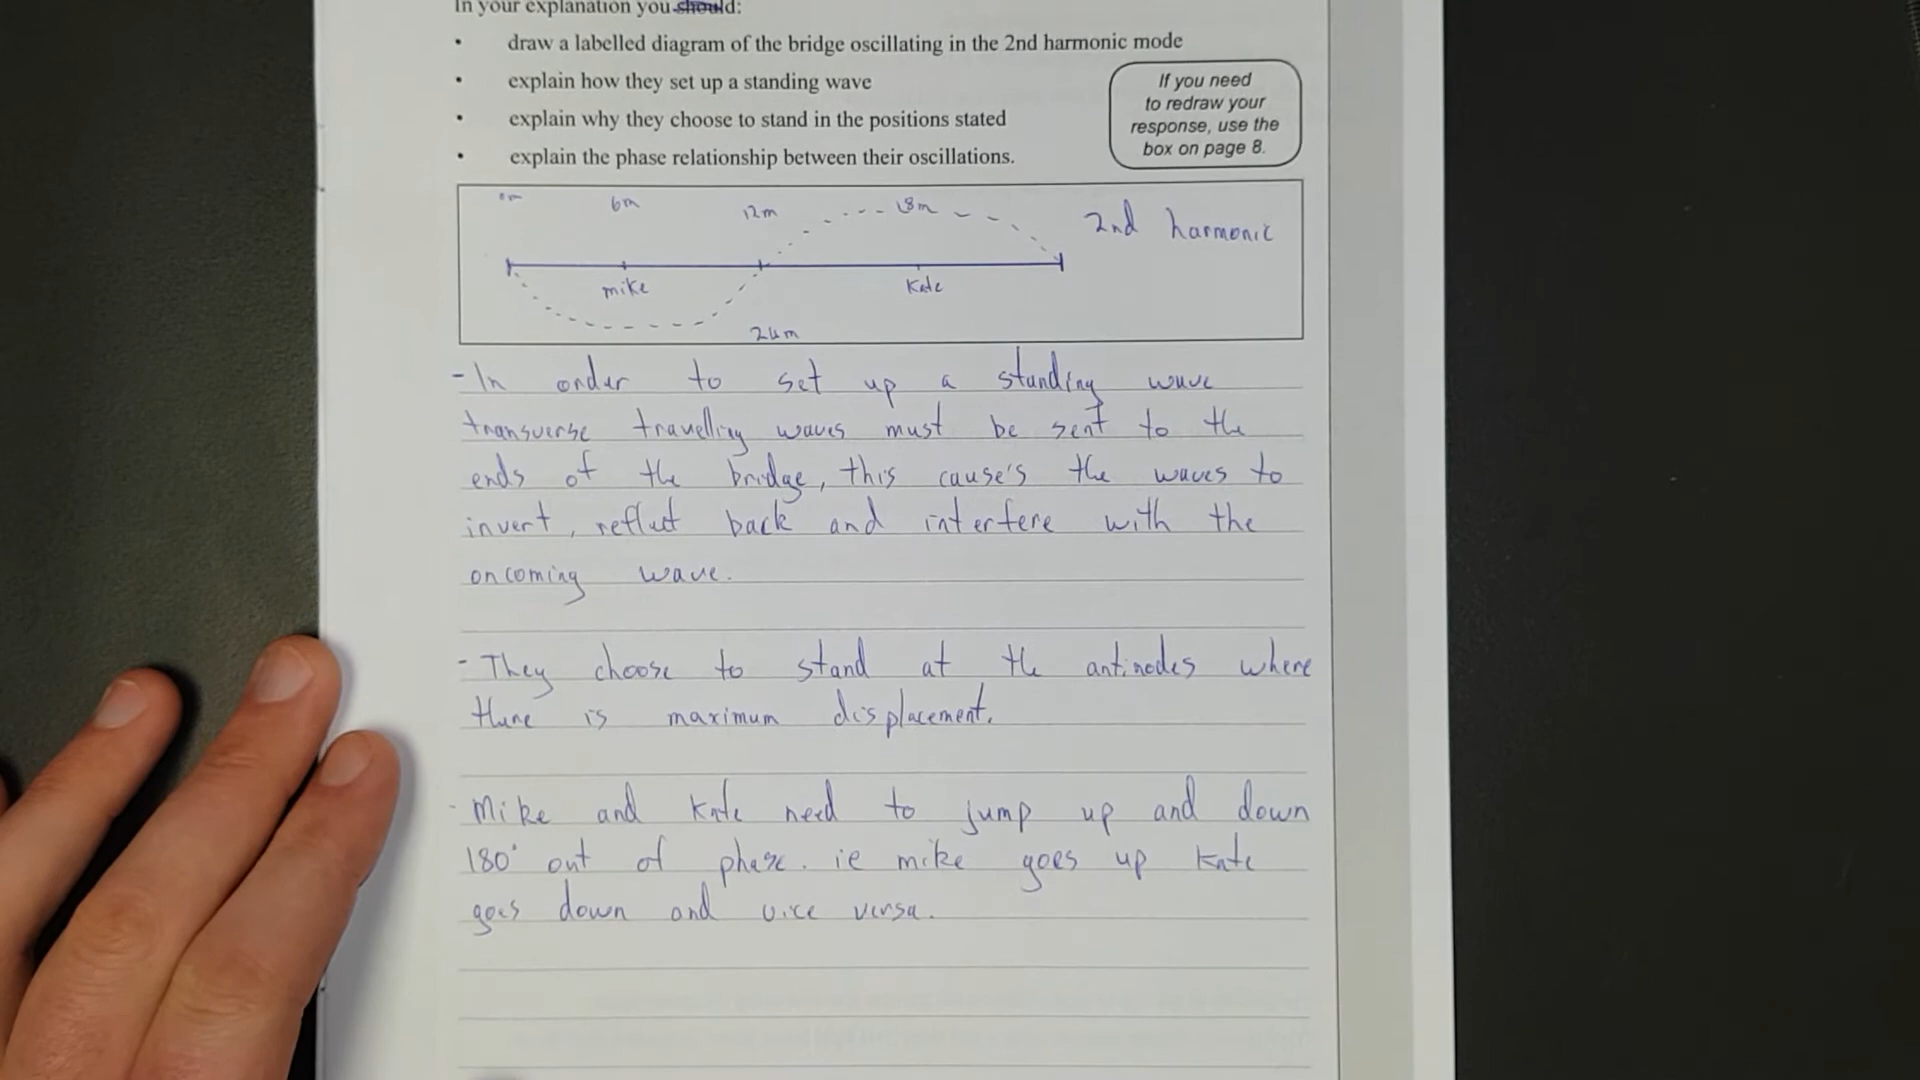 In your explanation you should:
• draw a labelled diagram of the bridge oscillating in the 2nd harmonic mode
• explain how they set up a standing wave
• explain why they choose to stand in the positions stated
• explain the phase relationship between their oscillations.
If you need
to redraw your
response, use the
box on page 8.
6m
12m
18m
2nd harmonic
mike
Kate
24m
- In order to set up a standing wave
transverse travelling waves must be sent to the
ends of the bridge, this cause's the waves to
invert, reflect back and interfere with the
oncoming wave.
- They choose to stand at the antinodes where
there is maximum displacement.
- Mike and Kate need to jump up and down
180° out of phase. ie mike goes up Kate
goes down and vice versa.